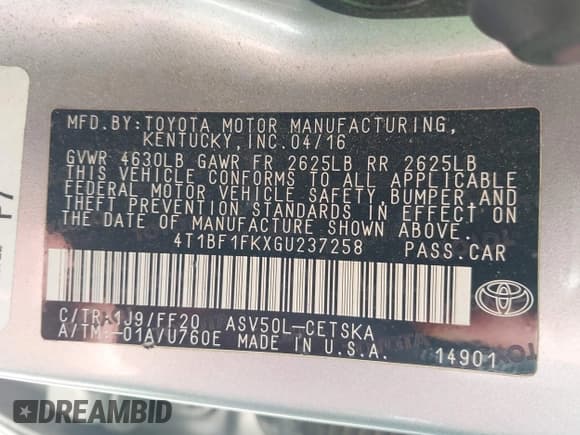 MFD.BY:TOYOTA MOTOR MANUFACTURING,
KENTUCKY, INC.04/16
GVWR 4630LB GAWR FR 2625LB RR 2625LB
THIS VEHICLE CONFORMS TO ALL APPLICABLE
FEDERAL MOTOR VEHICLE SAFETY, BUMPER, AND
THEFT PREVENTION STANDARDS IN EFFECT ON
THE DATE OF MANUFACTURE SHOWN ABOVE.
4T1BF1FKXGU237258 PASS.CAR
C/TR:1J9/FF20 ASV50L-CETSKA
A/TM:-01A/U760E MADE IN U.S.A.
14901
DREAMBID